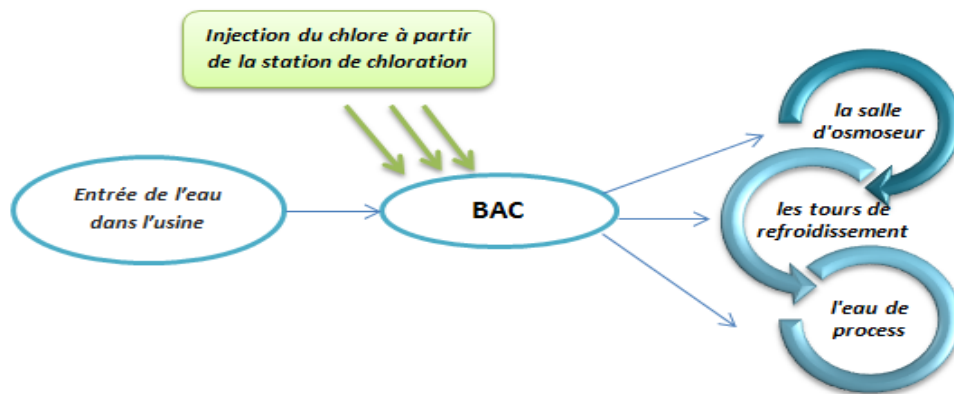 Injection du chlore à partir
de la station de chloration
Entrée de l'eau
dans l'usine
BAC
la salle
d'osmoseur
les tours de
refroidissement
l'eau de
process